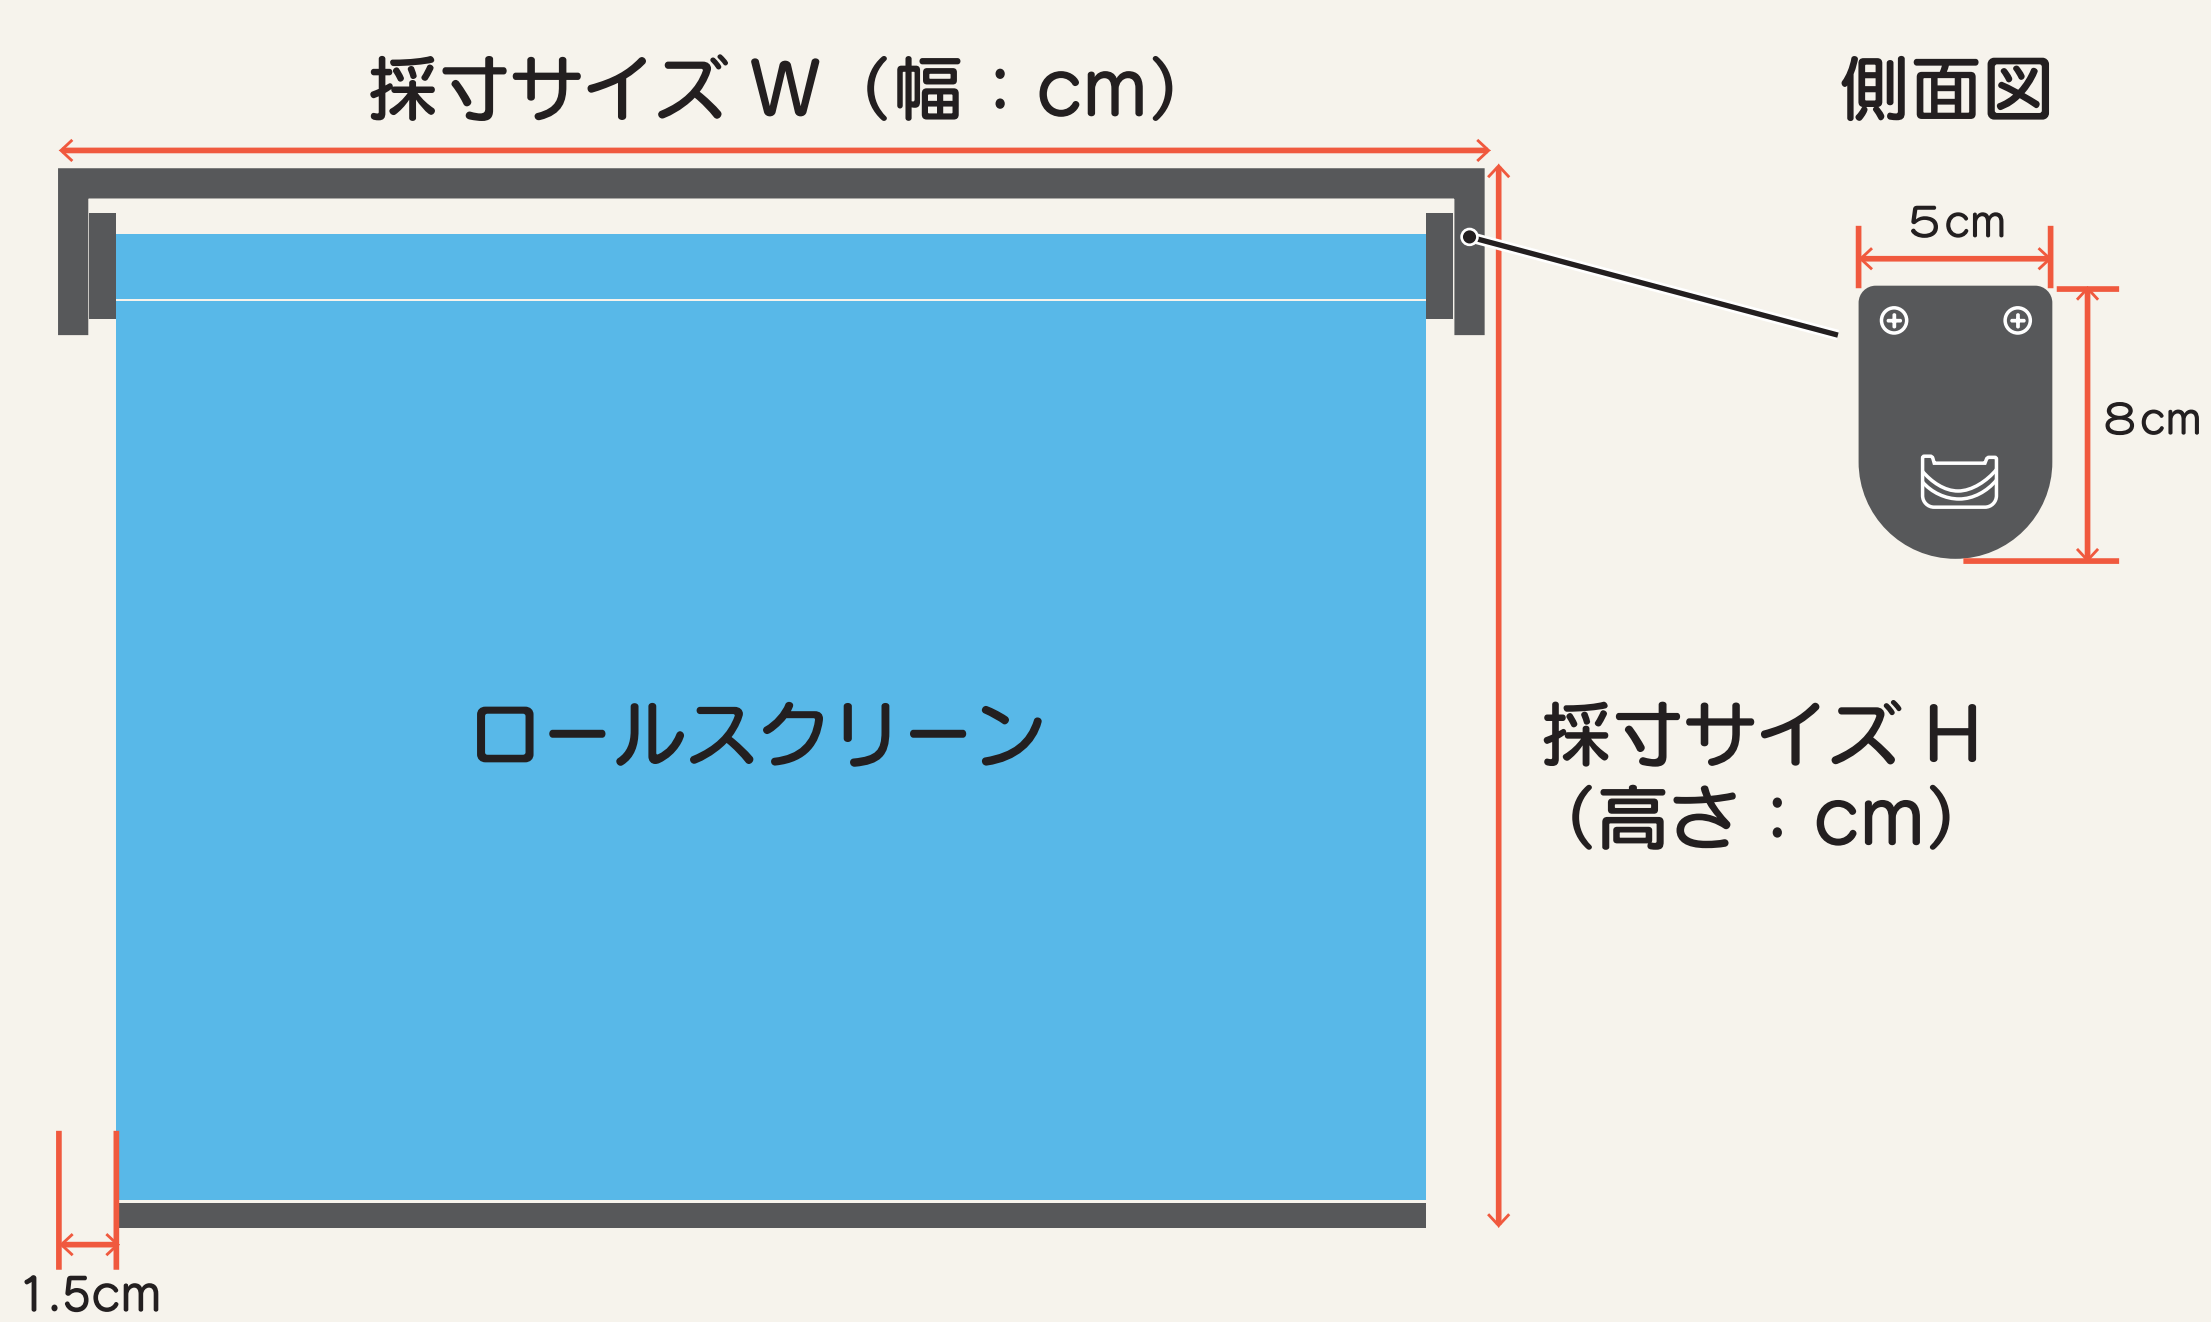 採寸サイズ W（幅：cm）
側面図
5cm
8cm
ロールスクリーン
採寸サイズ H
（高さ：cm）
1.5cm